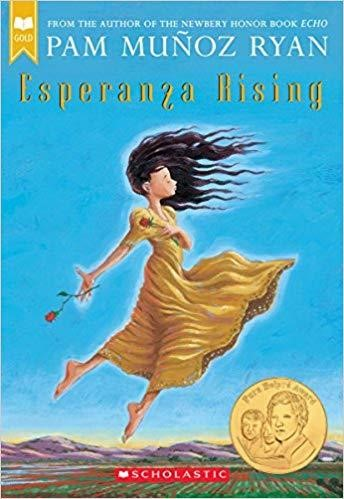 GOLD
FROM THE AUTHOR OF THE NEWBERY HONOR BOOK ECHO
PAM MUÑOZ RYAN
Esperanza Rising
Pura Belpré Award
SCHOLASTIC